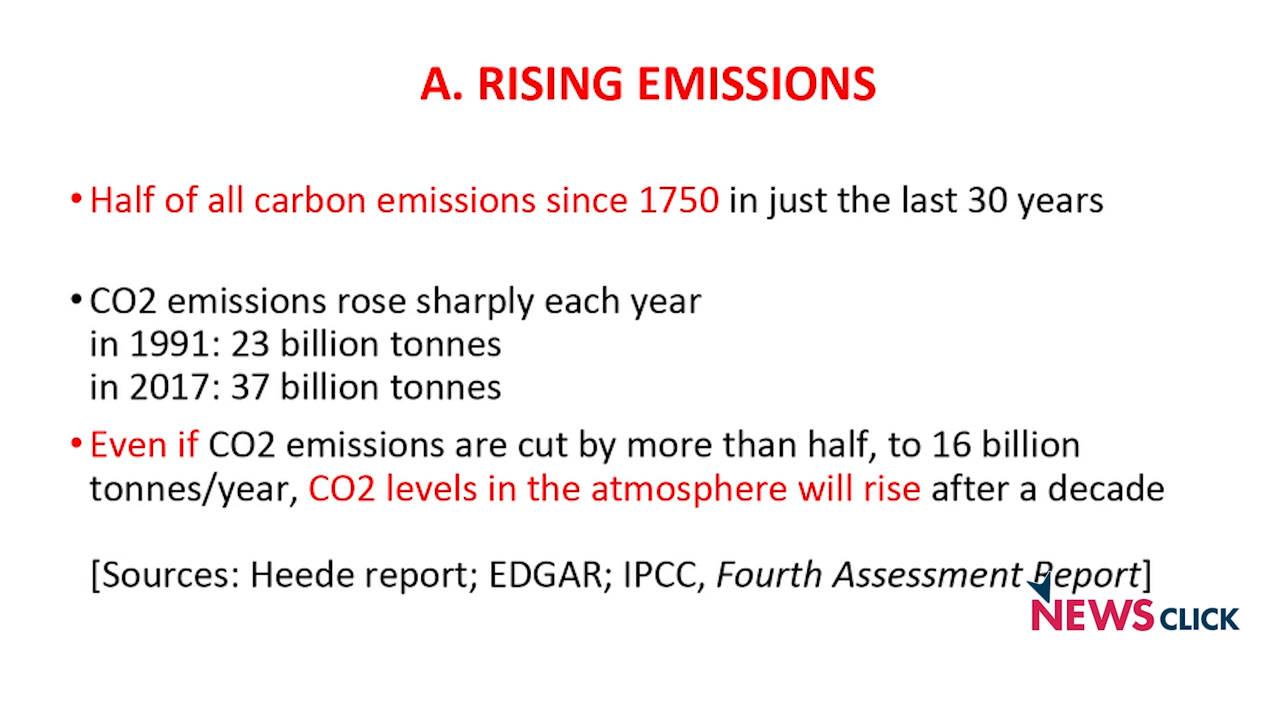 A. RISING EMISSIONS
• Half of all carbon emissions since 1750 in just the last 30 years
• CO2 emissions rose sharply each year
in 1991: 23 billion tonnes
in 2017: 37 billion tonnes
• Even if CO2 emissions are cut by more than half, to 16 billion
tonnes/year, CO2 levels in the atmosphere will rise after a decade
[Sources: Heede report; EDGAR; IPCC, Fourth Assessment Report]
NEWSCLICK